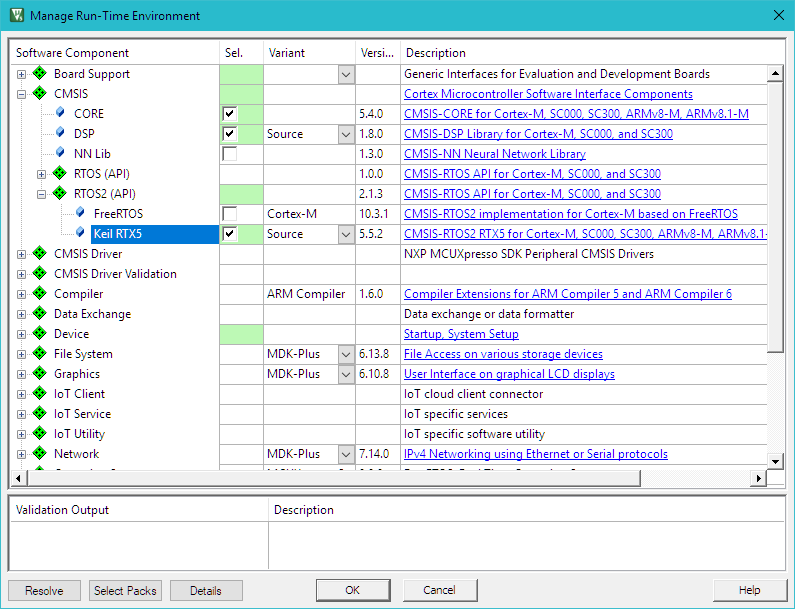 Manage Run-Time Environment
Software Component Sel. Variant Versi... Description
Board Support Generic Interfaces for Evaluation and Development Boards
CMSIS Cortex Microcontroller Software Interface Components
CORE 5.4.0 CMSIS-CORE for Cortex-M, SC000, SC300, ARMv8-M, ARMv8.1-M
DSP Source 1.8.0 CMSIS-DSP Library for Cortex-M, SC000, and SC300
NN Lib 1.3.0 CMSIS-NN Neural Network Library
RTOS (API) 1.0.0 CMSIS-RTOS API for Cortex-M, SC000, and SC300
RTOS2 (API) 2.1.3 CMSIS-RTOS API for Cortex-M, SC000, and SC300
FreeRTOS Cortex-M 10.3.1 CMSIS-RTOS2 implementation for Cortex-M based on FreeRTOS
Keil RTX5 Source 5.5.2 CMSIS-RTOS2 RTX5 for Cortex-M, SC000, SC300, ARMv8-M, ARMv8.1-
CMSIS Driver NXP MCUXpresso SDK Peripheral CMSIS Drivers
CMSIS Driver Validation
Compiler ARM Compiler 1.6.0 Compiler Extensions for ARM Compiler 5 and ARM Compiler 6
Data Exchange Data exchange or data formatter
Device Startup, System Setup
File System MDK-Plus 6.13.8 File Access on various storage devices
Graphics MDK-Plus 6.10.8 User Interface on graphical LCD displays
IoT Client IoT cloud client connector
IoT Service IoT specific services
IoT Utility IoT specific software utility
Network MDK-Plus 7.14.0 IPv4 Networking using Ethernet or Serial protocols
Validation Output Description
Resolve Select Packs Details OK Cancel Help